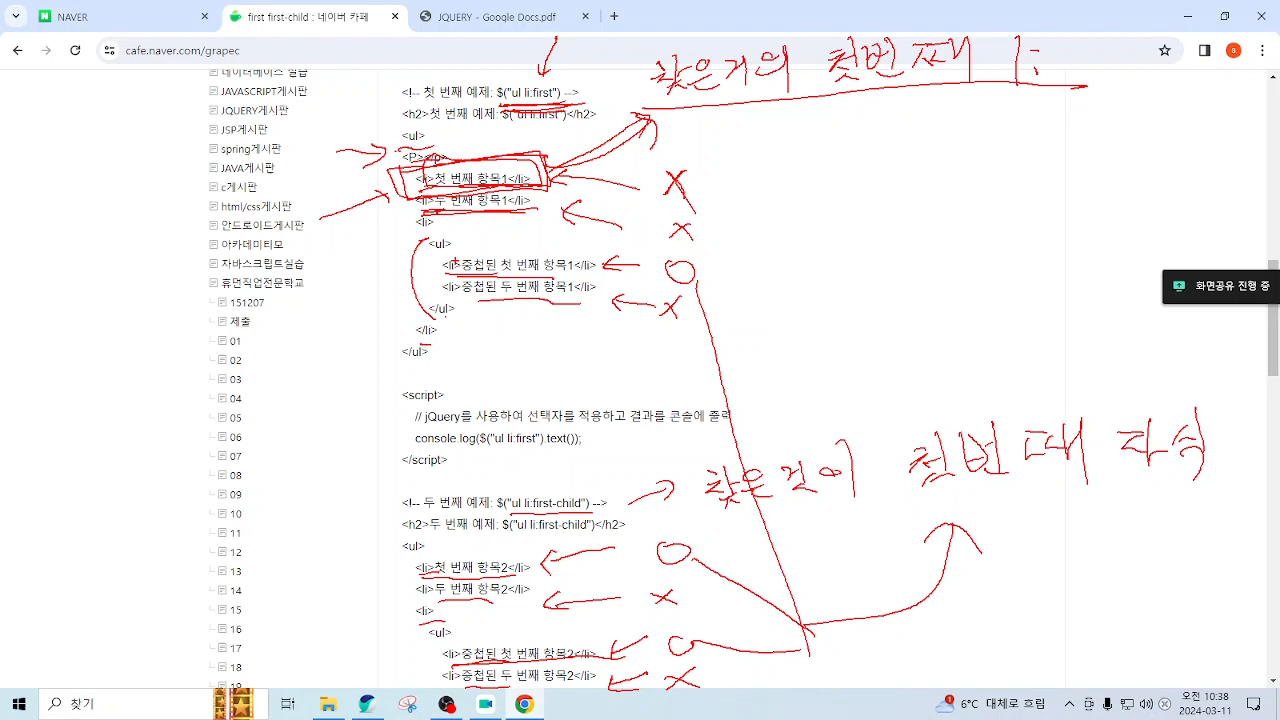 NAVER
first first-child : 네이버 카페
JQUERY - Google Docs.pdf
cafe.naver.com/grapec
S
찾은거의 첫번째 li
데이터베이스 실습
JAVASCRIPT게시판
JQUERY게시판
JSP게시판
spring게시판
JAVA게시판
c게시판
html/css게시판
안드로이드게시판
아카데미티모
자바스크립트실습
휴먼직업전문학교
151207
제출
01
02
03
04
05
06
07
08
09
10
11
12
13
14
15
16
17
18
19
<!-- 첫 번째 예제: $("ul li:first") -->
<h2>첫 번째 예제: $("ul li:first")</h2>
<ul>
<P></p>
<li>첫 번째 항목1</li> X
<li>두 번째 항목1</li> X
<li>
<ul>
<li>중첩된 첫 번째 항목1</li> O
<li>중첩된 두 번째 항목1</li> X
</ul>
</li>
</ul>
<script>
// jQuery를 사용하여 선택자를 적용하고 결과를 콘솔에 출력
console.log($("ul li:first").text());
</script>
<!-- 두 번째 예제: $("ul li:first-child") -->
찾은것이 첫번째 자식
<h2>두 번째 예제: $("ul li:first-child")</h2>
<ul>
<li>첫 번째 항목2</li> O
<li>두 번째 항목2</li> X
<li>
<ul>
<li>중첩된 첫 번째 항목2</li> O
<li>중첩된 두 번째 항목2</li> X
화면공유 진행 중
찾기
1
6°C 대체로 흐림
오전 10:38
2024-03-11